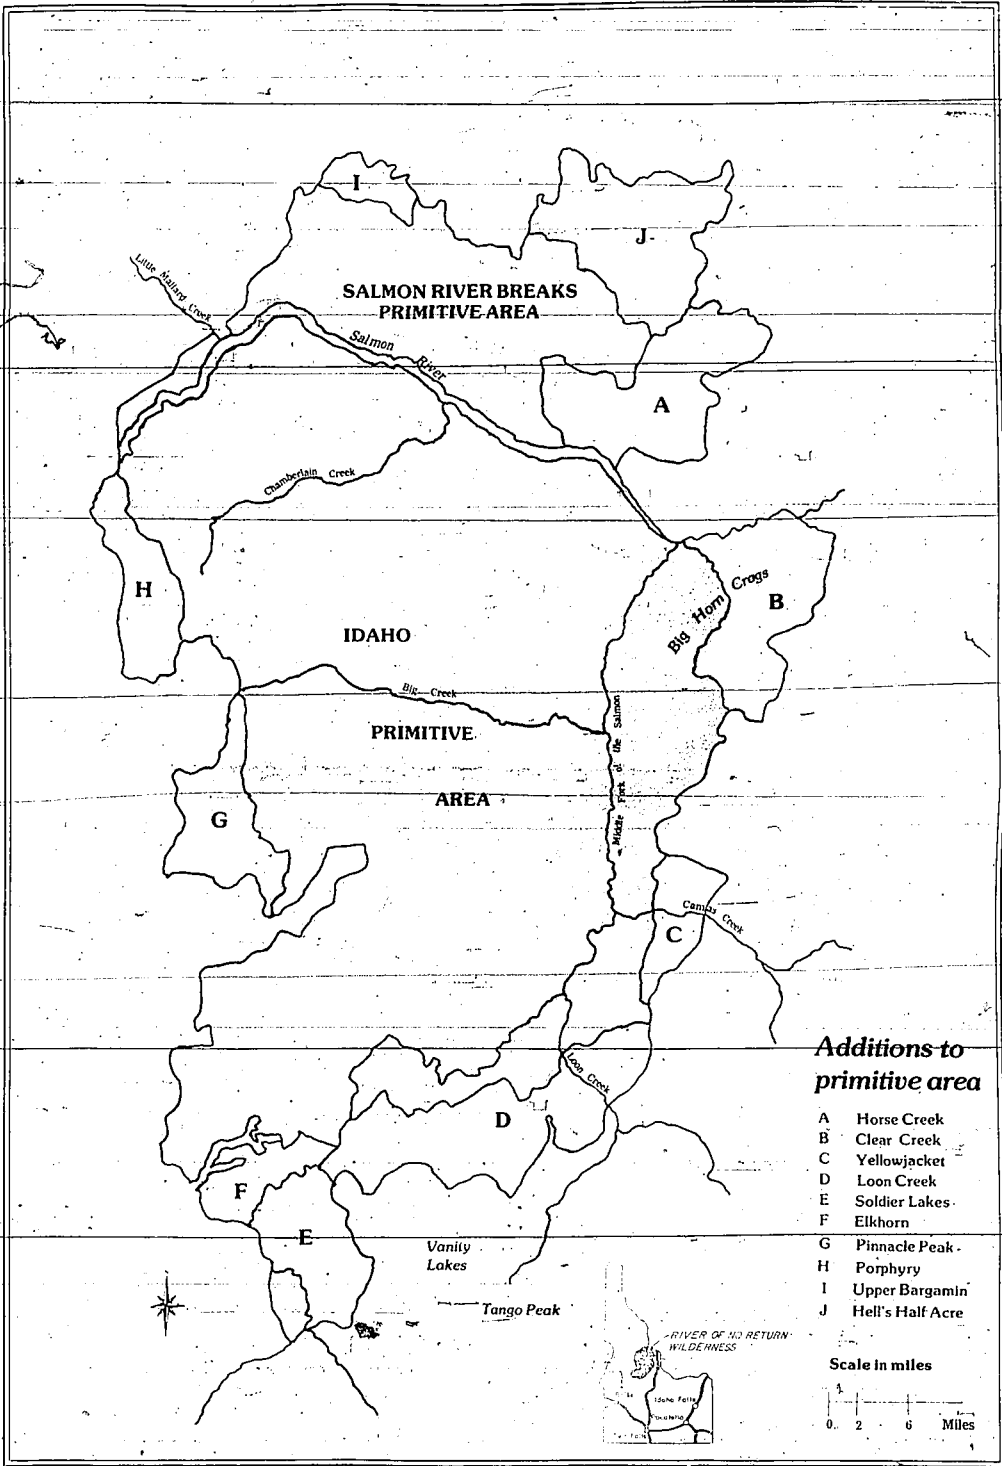 I
J
Little Mallard Creek
SALMON RIVER BREAKS
PRIMITIVE AREA
Salmon River
A
Chamberlain Creek
H
Big Horn Crags
B
IDAHO
Big Creek
PRIMITIVE
AREA
Middle Fork of the Salmon
G
Camas Creek
C
Loon Creek
D
F
E
Vanity
Lakes
Tango Peak
Additions to
primitive area
A Horse Creek
B Clear Creek
C Yellowjacket
D Loon Creek
E Soldier Lakes
F Elkhorn
G Pinnacle Peak
H Porphyry
I Upper Bargamin
J Hell's Half Acre
RIVER OF NO RETURN
WILDERNESS
Idaho Falls
Pocatello
Scale in miles
0 2 6 Miles